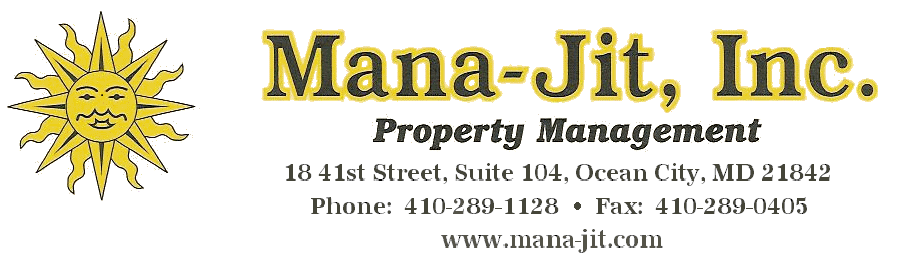 Mana-Jit, Inc.
Property Management
18 41st Street, Suite 104, Ocean City, MD 21842
Phone: 410-289-1128 • Fax: 410-289-0405
www.mana-jit.com